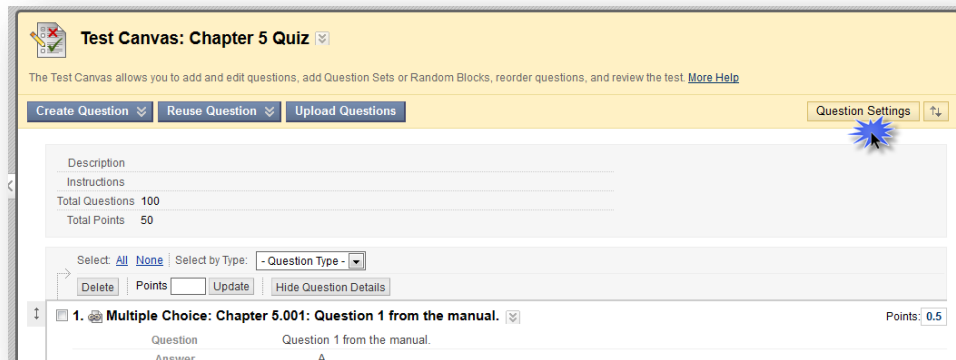 Test Canvas: Chapter 5 Quiz
The Test Canvas allows you to add and edit questions, add Question Sets or Random Blocks, reorder questions, and review the test. More Help
Create Question Reuse Question Upload Questions Question Settings
Description
Instructions
Total Questions 100
Total Points 50
Select: All None Select by Type: - Question Type -
Delete Points Update Hide Question Details
1. Multiple Choice: Chapter 5.001: Question 1 from the manual. Points: 0.5
Question Question 1 from the manual.
Answer A